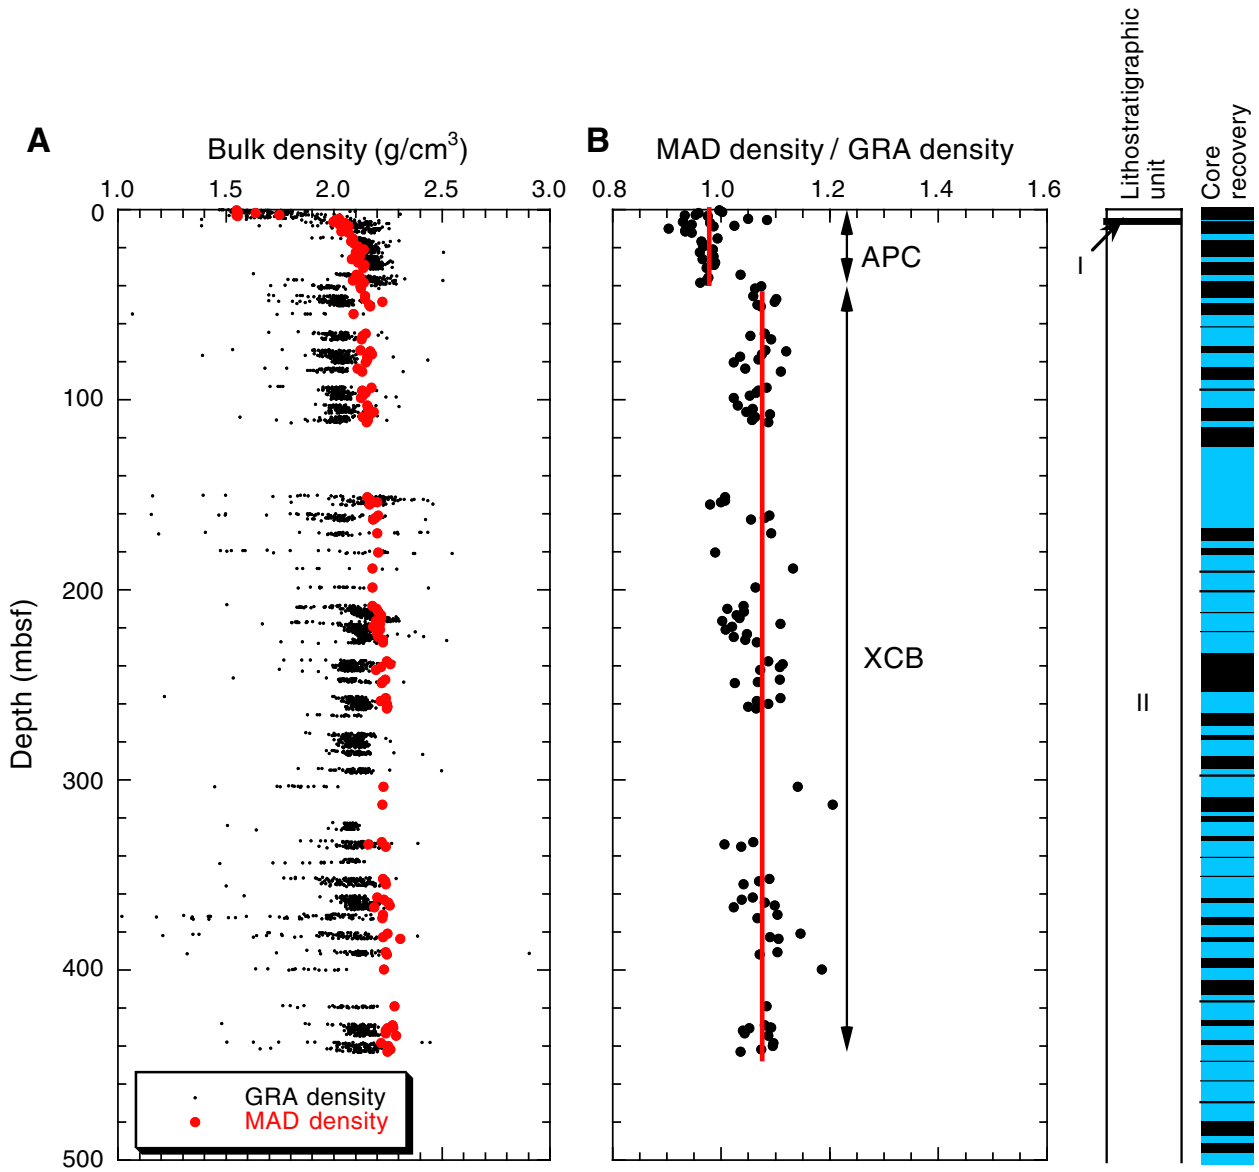 Lithostratigraphic
unit
Core
recovery
A
Bulk density (g/cm3)
B
MAD density / GRA density
1.0 1.5 2.0 2.5 3.0
0.8 1.0 1.2 1.4 1.6
0
100
200
300
400
500
Depth (mbsf)
APC
XCB
I
II
GRA density
MAD density